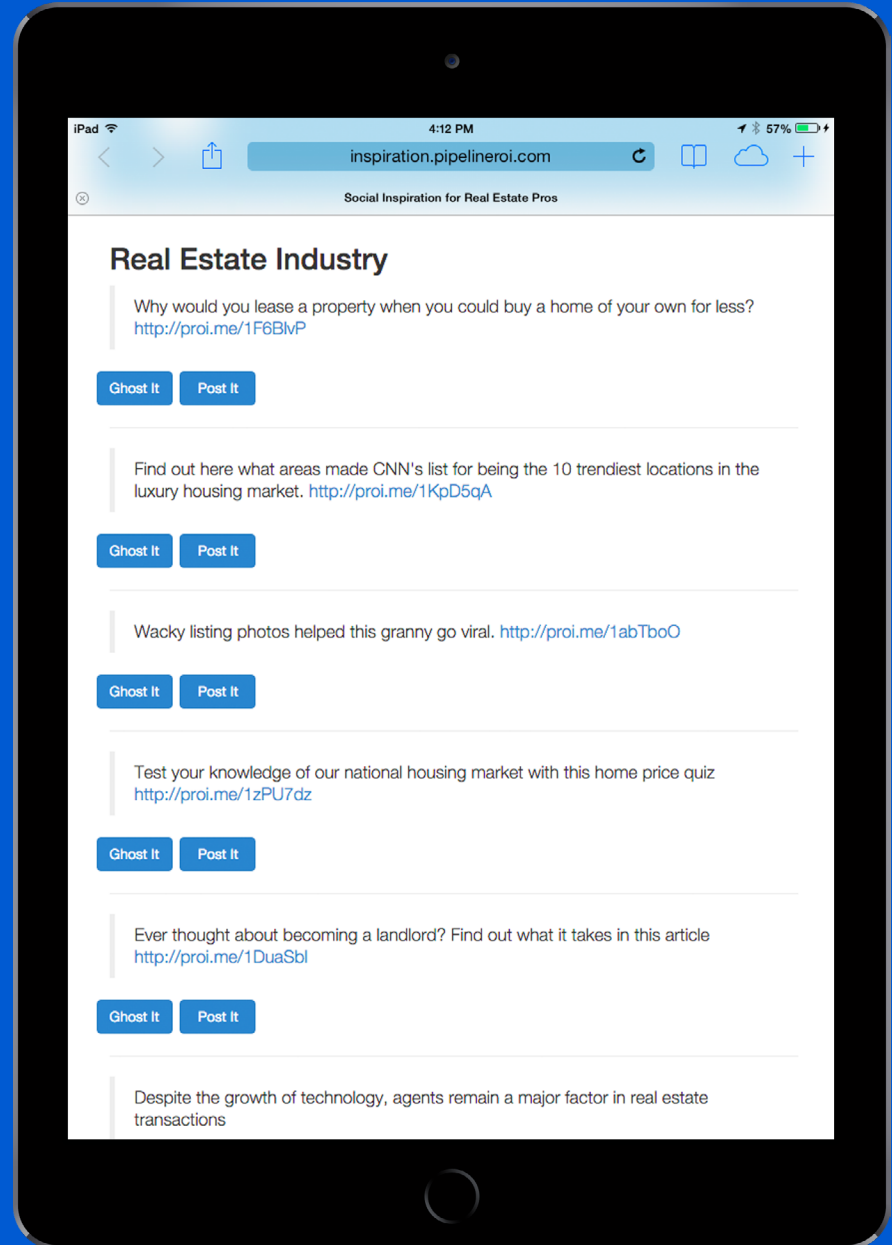 iPad
4:12 PM
57%
inspiration.pipelineroi.com
Social Inspiration for Real Estate Pros
Real Estate Industry
Why would you lease a property when you could buy a home of your own for less?
http://proi.me/1F6BlvP
Ghost It Post It
Find out here what areas made CNN's list for being the 10 trendiest locations in the
luxury housing market. http://proi.me/1KpD5qA
Ghost It Post It
Wacky listing photos helped this granny go viral. http://proi.me/1abTboO
Ghost It Post It
Test your knowledge of our national housing market with this home price quiz
http://proi.me/1zPU7dz
Ghost It Post It
Ever thought about becoming a landlord? Find out what it takes in this article
http://proi.me/1DuaSbl
Ghost It Post It
Despite the growth of technology, agents remain a major factor in real estate
transactions